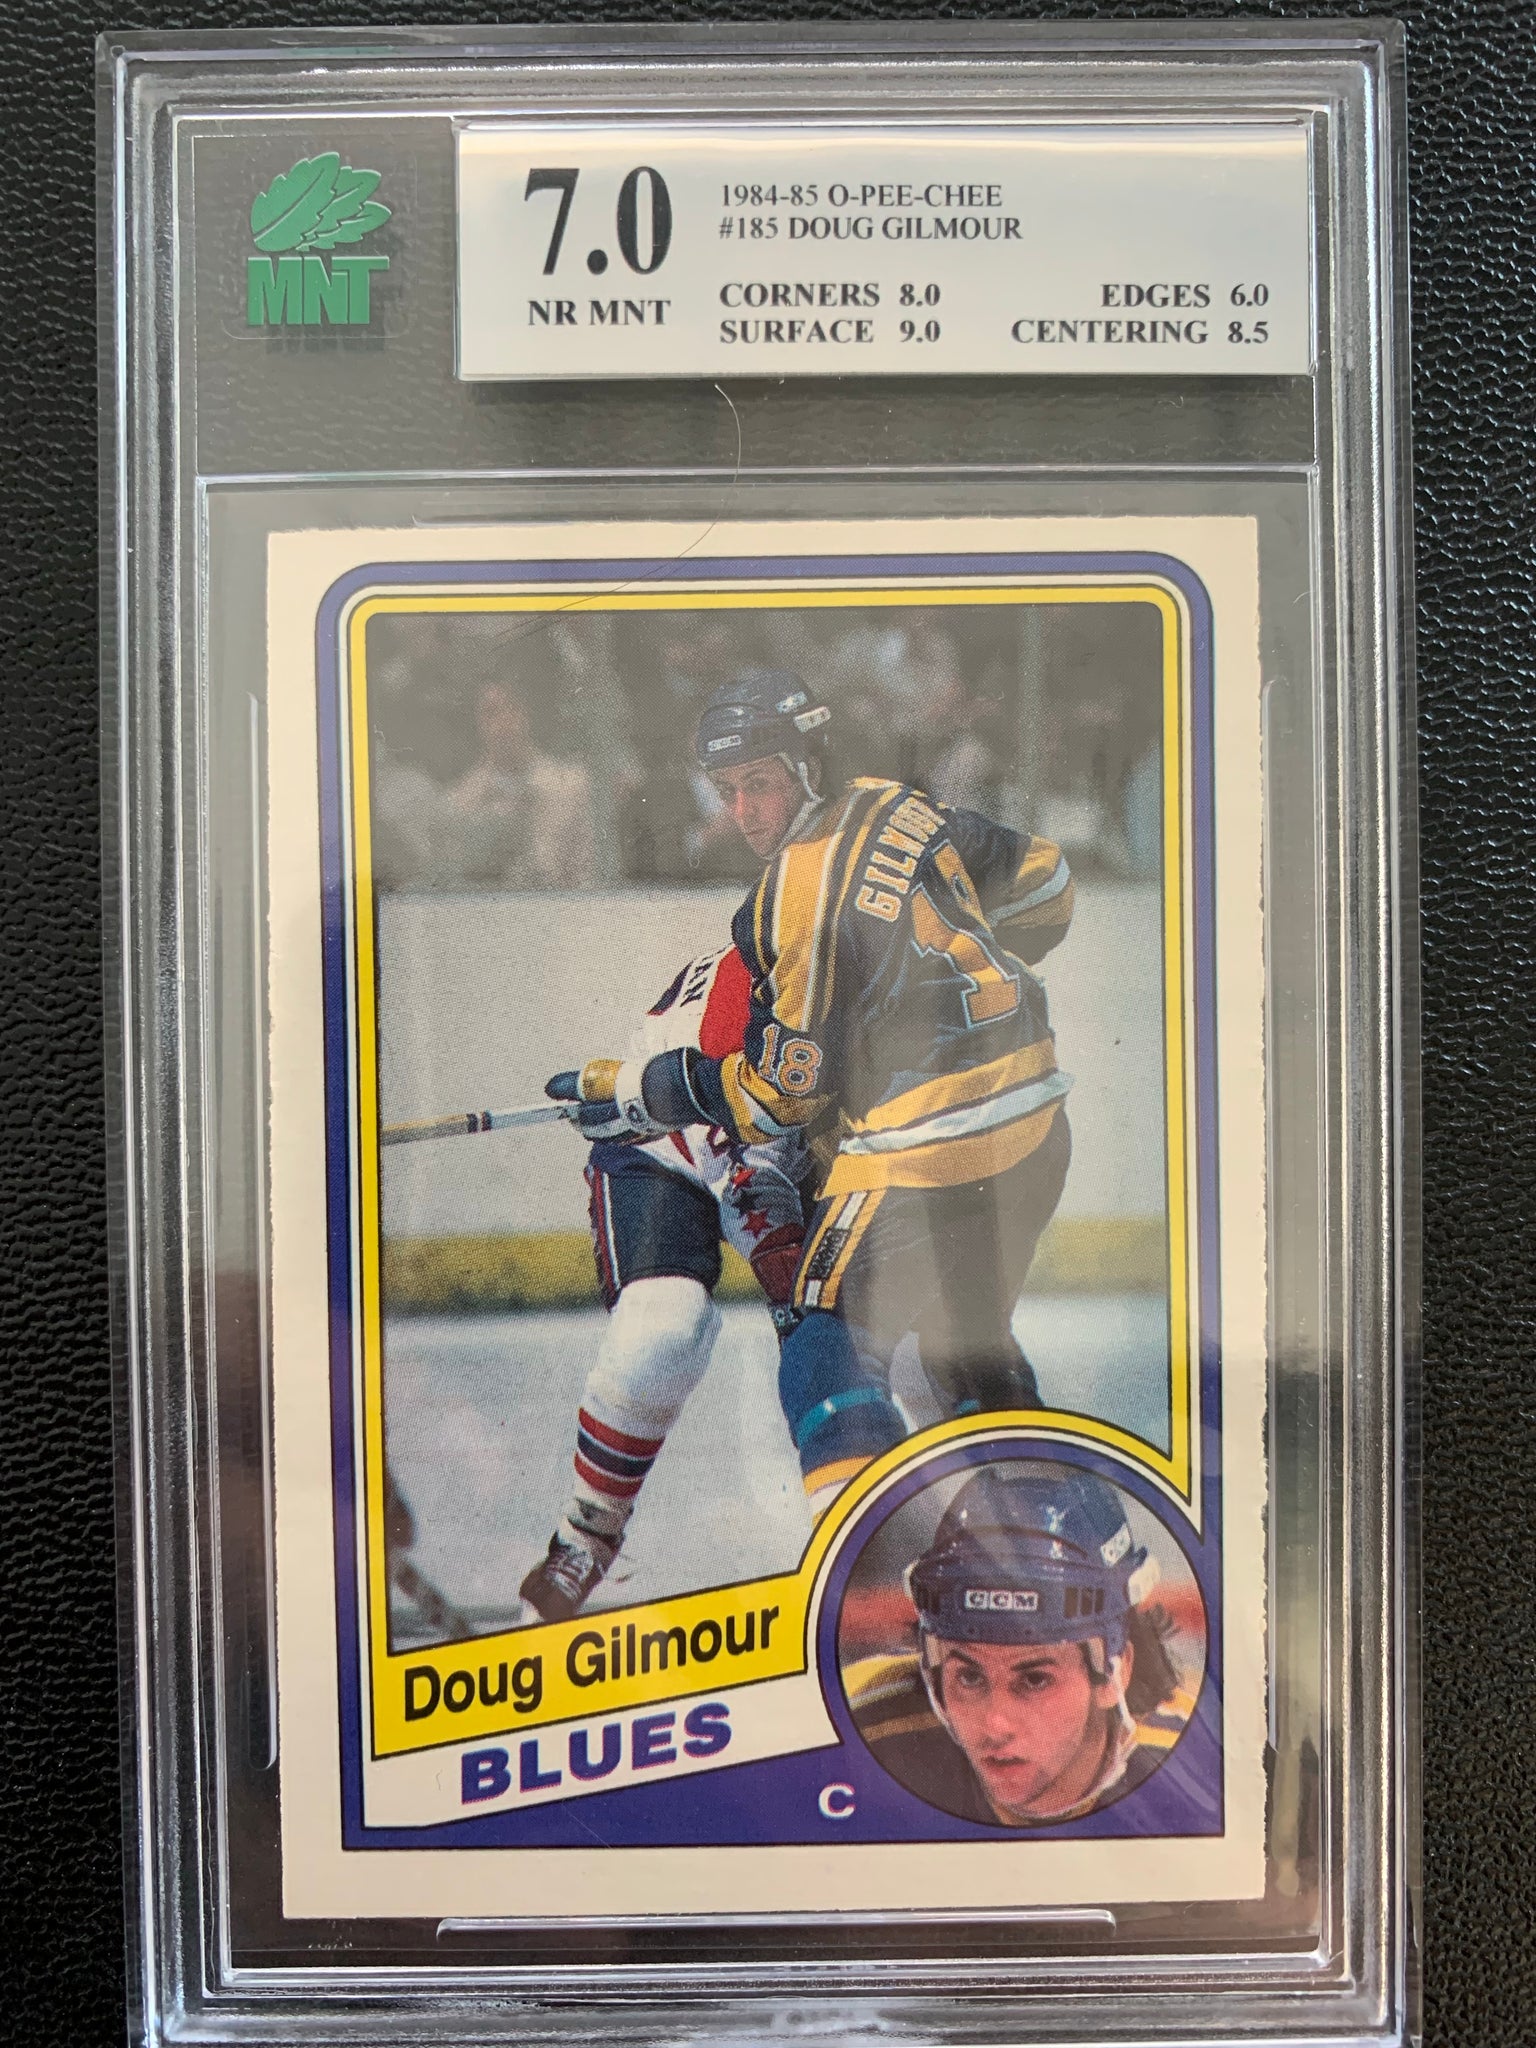 MNT
7.0
NR MNT
1984-85 O-PEE-CHEE
#185 DOUG GILMOUR
CORNERS 8.0
EDGES 6.0
SURFACE 9.0
CENTERING 8.5
CCM
GILMOUR
18
CCM
CCM
Doug Gilmour
BLUES
C